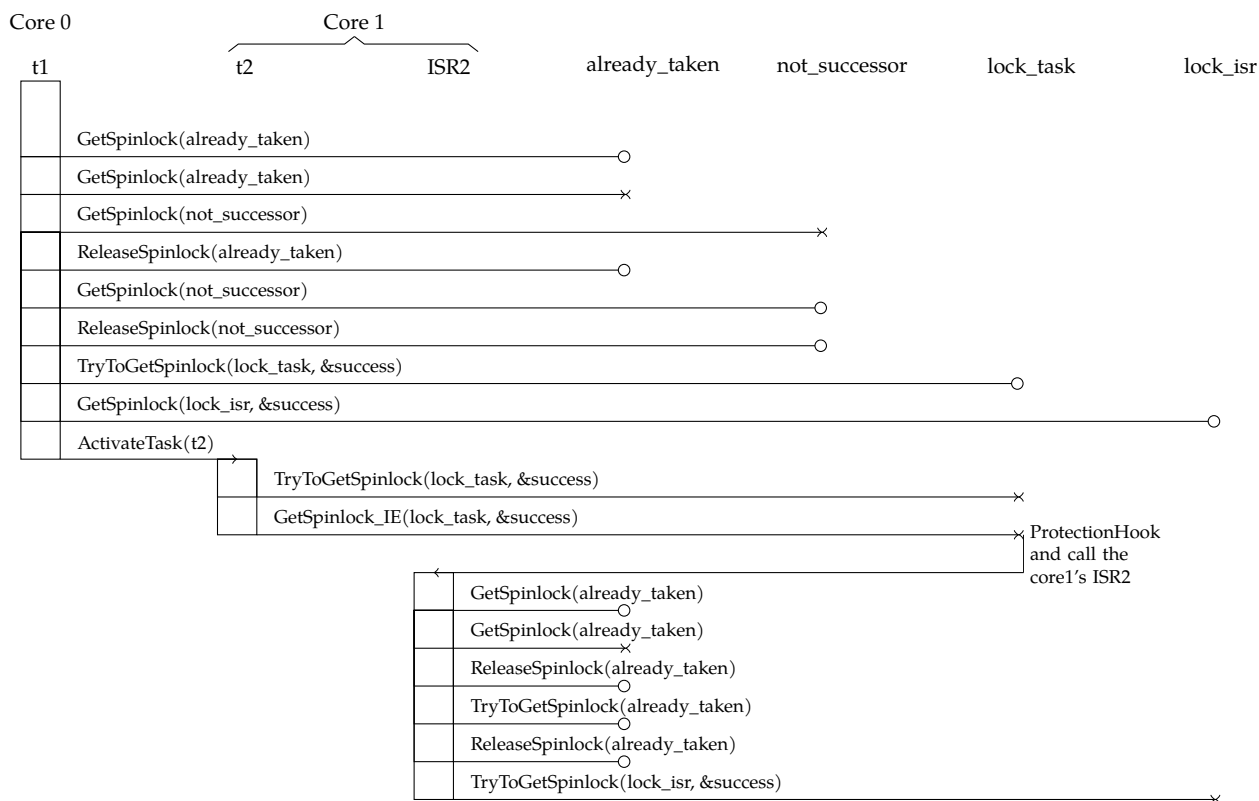 Core 0 Core 1
t1 t2 ISR2 already_taken not_successor lock_task lock_isr
GetSpinlock(already_taken)
GetSpinlock(already_taken)
GetSpinlock(not_successor)
ReleaseSpinlock(already_taken)
GetSpinlock(not_successor)
ReleaseSpinlock(not_successor)
TryToGetSpinlock(lock_task, &success)
GetSpinlock(lock_isr, &success)
ActivateTask(t2)
TryToGetSpinlock(lock_task, &success)
GetSpinlock_IE(lock_task, &success)
ProtectionHook
and call the
core1's ISR2
GetSpinlock(already_taken)
GetSpinlock(already_taken)
ReleaseSpinlock(already_taken)
TryToGetSpinlock(already_taken)
ReleaseSpinlock(already_taken)
TryToGetSpinlock(lock_isr, &success)